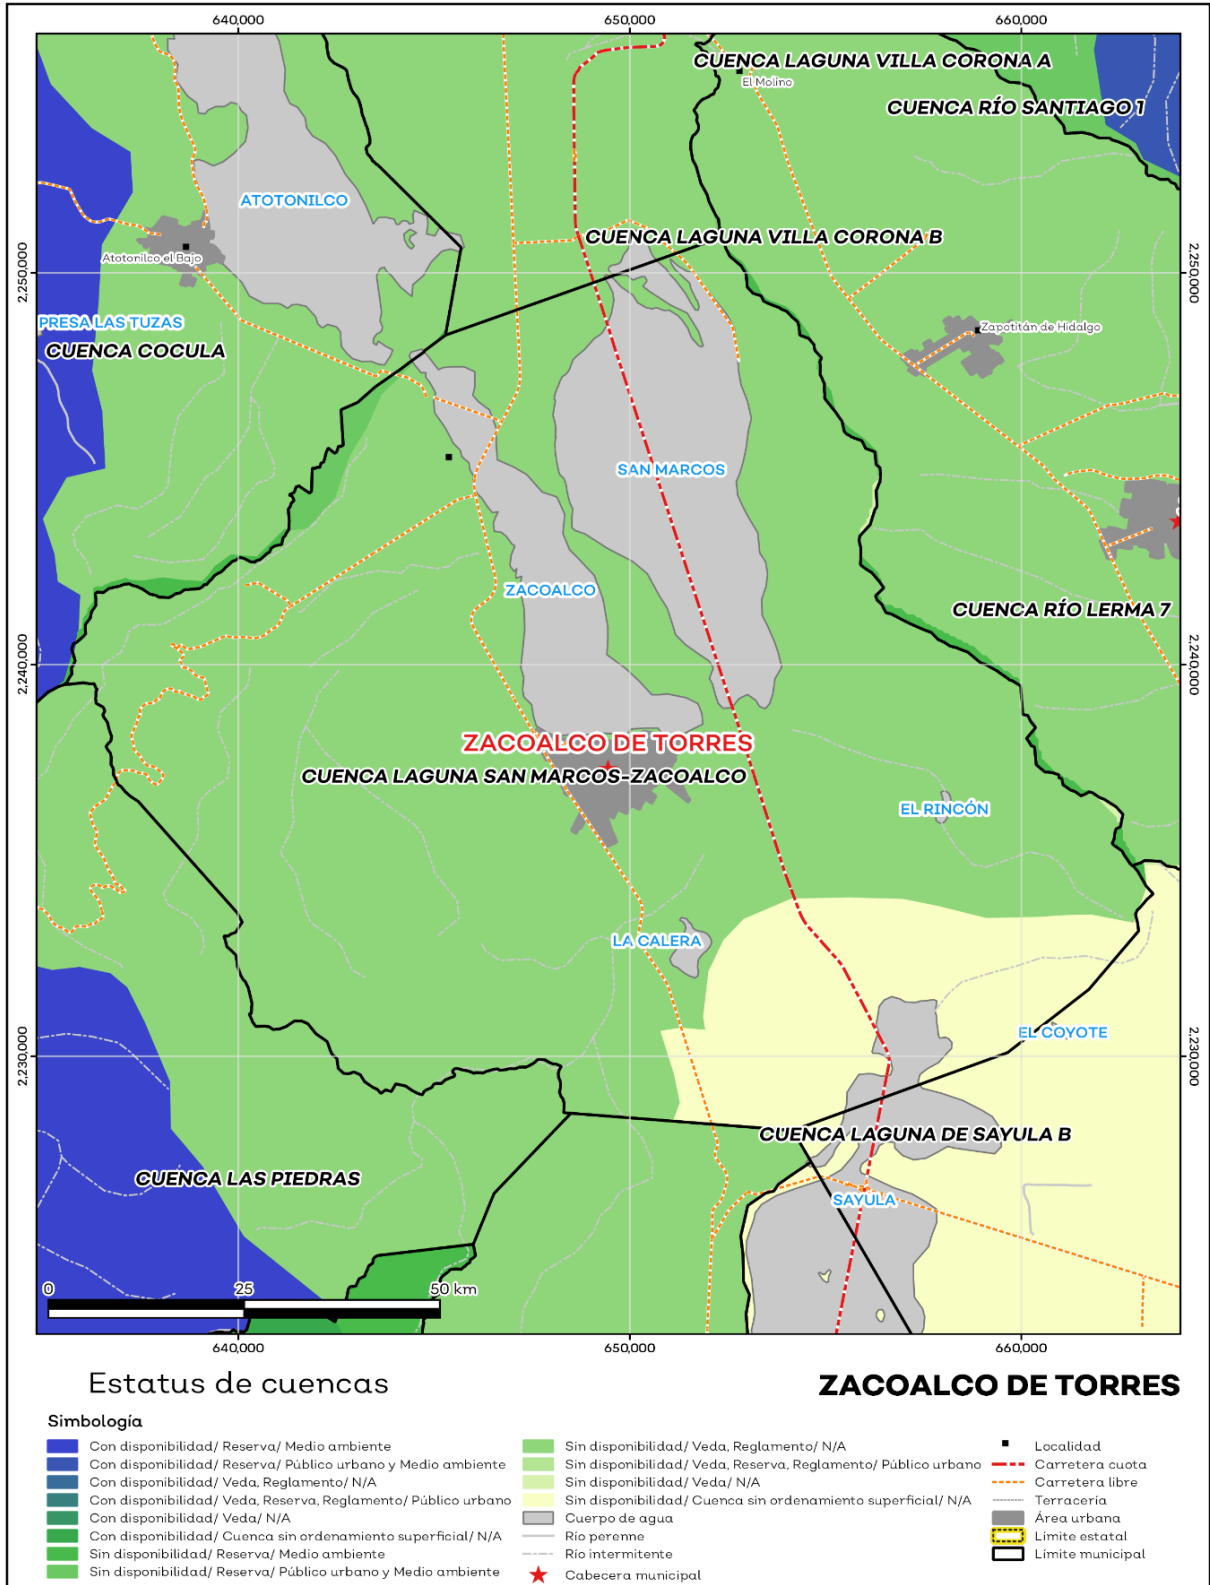 640,000
650,000
660,000
CUENCA LAGUNA VILLA CORONA A
El Molino
CUENCA RÍO SANTIAGO 1
ATOTONILCO
CUENCA LAGUNA VILLA CORONA B
Atotonilco el Bajo
2,250,000
2,250,000
PRESA LAS TUZAS
CUENCA COCULA
Zapotitán de Hidalgo
SAN MARCOS
ZACOALCO
CUENCA RÍO LERMA 7
2,240,000
2,240,000
ZACOALCO DE TORRES
CUENCA LAGUNA SAN MARCOS-ZACOALCO
EL RINCÓN
LA CALERA
EL COYOTE
2,230,000
2,230,000
CUENCA LAGUNA DE SAYULA B
CUENCA LAS PIEDRAS
SAYULA
0 25 50 km
640,000
650,000
660,000
Estatus de cuencas
ZACOALCO DE TORRES
Simbología
Con disponibilidad/ Reserva/ Medio ambiente
Con disponibilidad/ Reserva/ Público urbano y Medio ambiente
Con disponibilidad/ Veda, Reglamento/ N/A
Con disponibilidad/ Veda, Reserva, Reglamento/ Público urbano
Con disponibilidad/ Veda/ N/A
Con disponibilidad/ Cuenca sin ordenamiento superficial/ N/A
Sin disponibilidad/ Reserva/ Medio ambiente
Sin disponibilidad/ Reserva/ Público urbano y Medio ambiente
Sin disponibilidad/ Veda, Reglamento/ N/A
Sin disponibilidad/ Veda, Reserva, Reglamento/ Público urbano
Sin disponibilidad/ Veda/ N/A
Sin disponibilidad/ Cuenca sin ordenamiento superficial/ N/A
Cuerpo de agua
Río peremne
Río intermitente
Cabecera municipal
Localidad
Carretera cuota
Carretera libre
Terracería
Área urbana
Límite estatal
Límite municipal